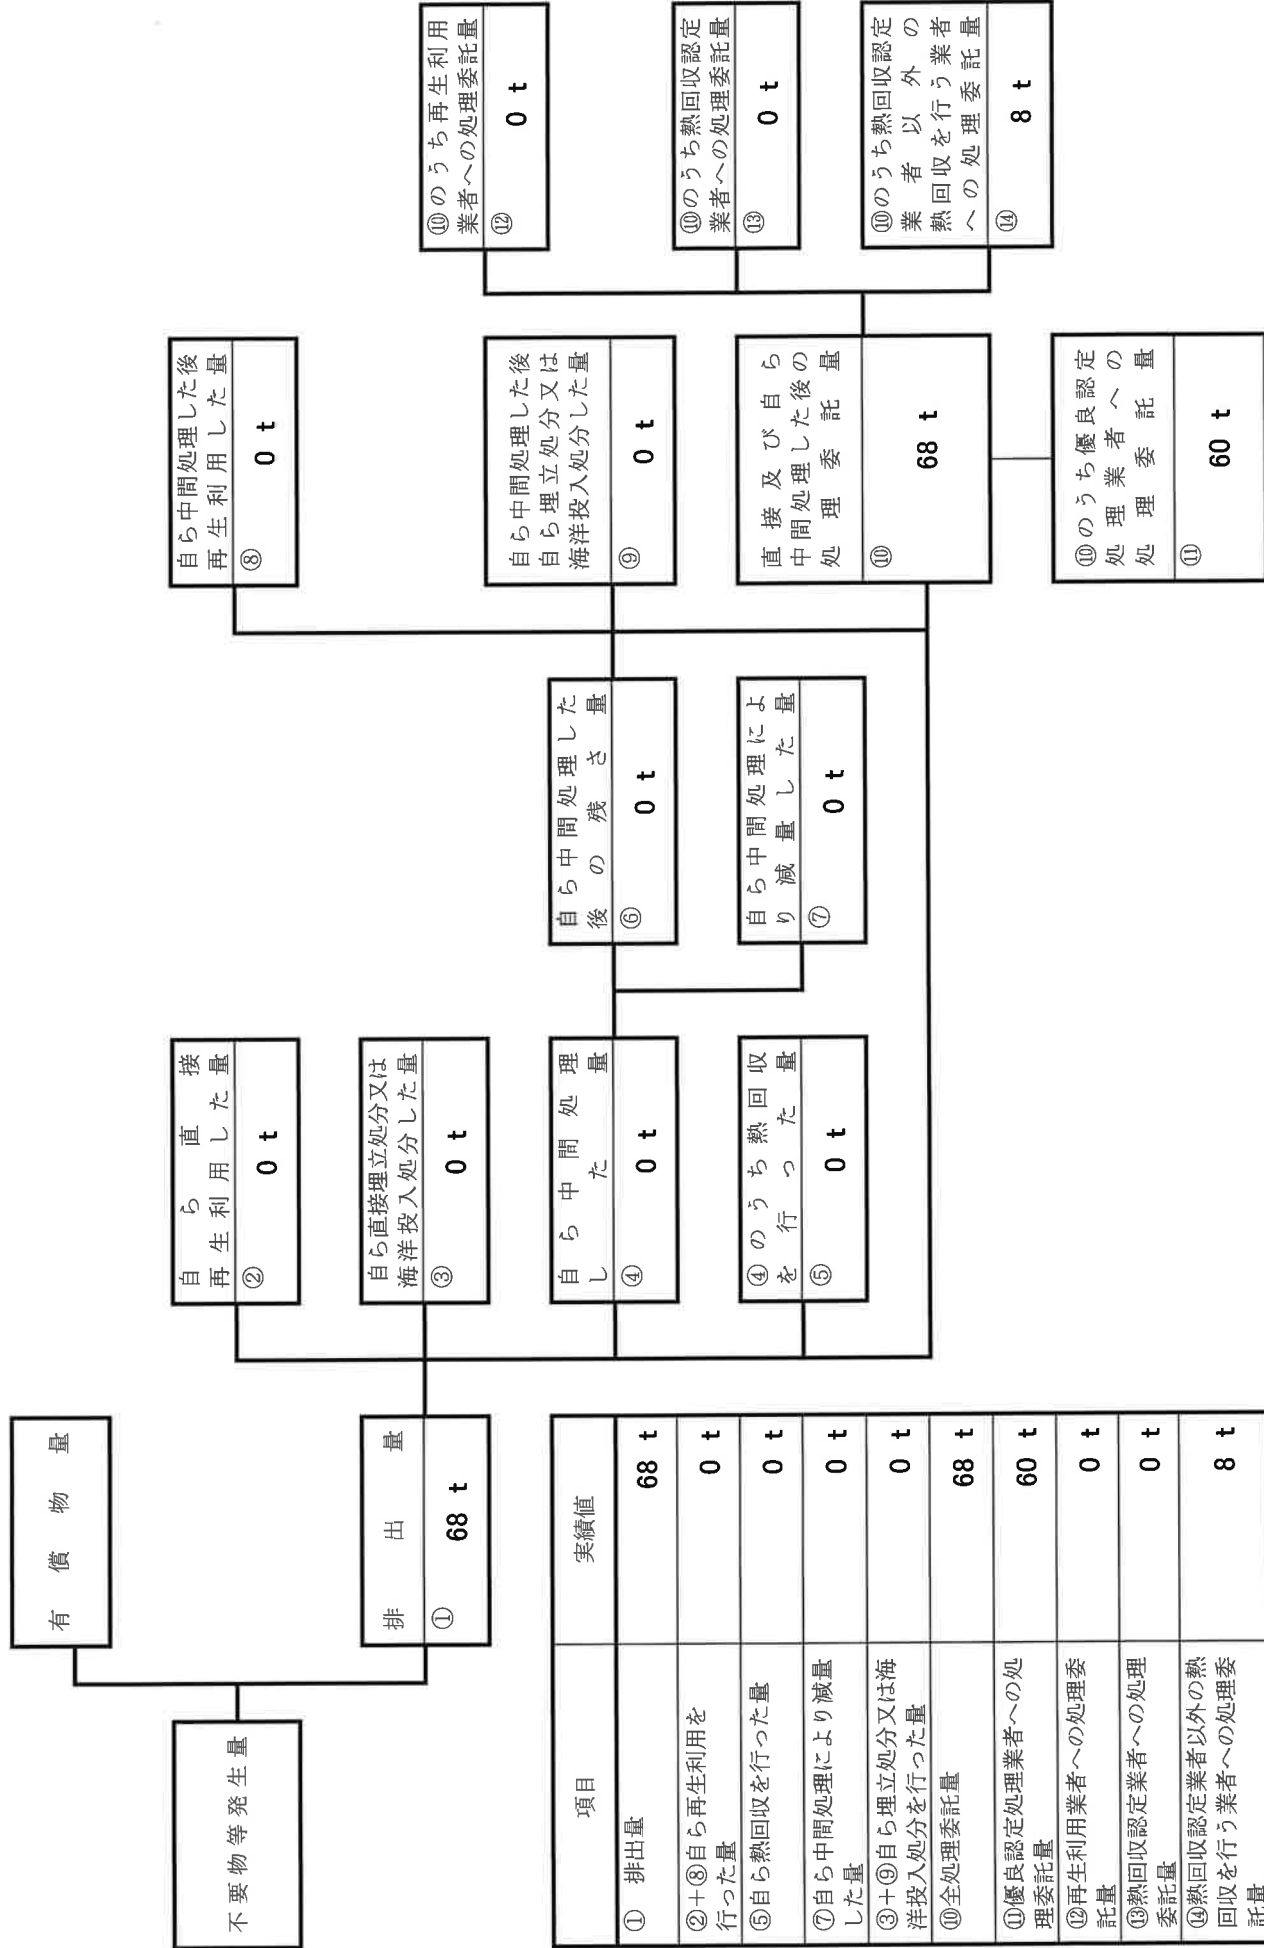 不要物等発生量
有償物量
排出量
① 68 t
自ら直接
再生利用した量
② 0 t
自ら直接埋立処分又は
海洋投入処分した量
③ 0 t
自ら中間処理
した量
④ 0 t
④のうち熱回収
を行った量
⑤ 0 t
自ら中間処理した
後の残さ量
⑥ 0 t
自ら中間処理によ
り減量した量
⑦ 0 t
自ら中間処理した後
再生利用した量
⑧ 0 t
自ら中間処理した後
自ら埋立処分又は
海洋投入処分した量
⑨ 0 t
直接及び自ら
中間処理した後の
処理委託量
⑩ 68 t
⑩のうち優良認定
処理業者への
処理委託量
⑪ 60 t
⑩のうち再生利用
業者への処理委託量
⑫ 0 t
⑩のうち熱回収認定
業者への処理委託量
⑬ 0 t
⑩のうち熱回収認定
業者以外の
熱回収を行う業者
への処理委託量
⑭ 8 t
項目 実績値
① 排出量 68 t
②+⑧自ら再生利用を
行った量 0 t
⑤自ら熱回収を行った量 0 t
⑦自ら中間処理により減量
した量 0 t
③+⑨自ら埋立処分又は海
洋投入処分を行った量 0 t
⑩全処理委託量 68 t
⑪優良認定処理業者への処
理委託量 60 t
⑫再生利用業者への処理委
託量 0 t
⑬熱回収認定業者への処理
委託量 0 t
⑭熱回収認定業者以外の熱
回収を行う業者への処理委
託量 8 t